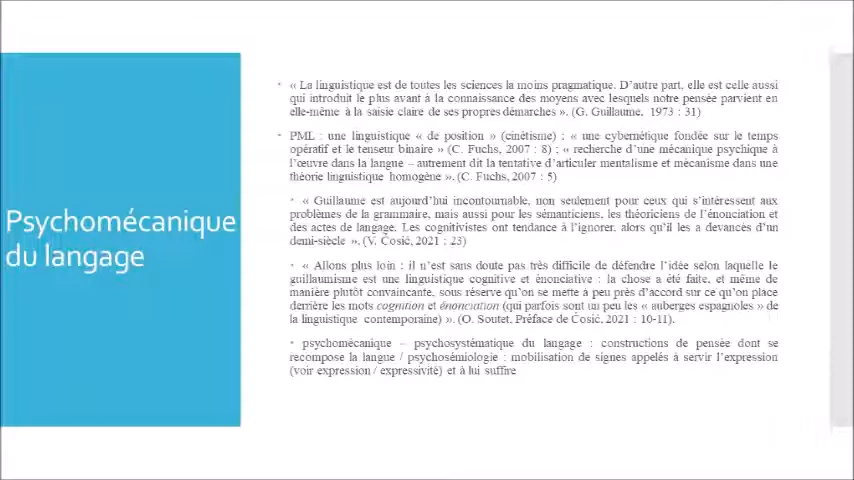 Psychomécanique
du langage
« La linguistique est de toutes les sciences la moins pragmatique. D’autre part, elle est celle aussi
qui introduit le plus avant à la connaissance des moyens avec lesquels notre pensée parvient en
elle-même à la saisie claire de ses propres démarches ». (G. Guillaume, 1973 : 31)
PML : une linguistique « de position » (cinétisme) ; « une cybernétique fondée sur le temps
opératif et le tenseur binaire » (C. Fuchs, 2007 : 8) ; « recherche d’une mécanique psychique à
l’œuvre dans la langue – autrement dit la tentative d’articuler mentalisme et mécanisme dans une
théorie linguistique homogène ». (C. Fuchs, 2007 : 5)
« Guillaume est aujourd’hui incontournable, non seulement pour ceux qui s’intéressent aux
problèmes de la grammaire, mais aussi pour les sémanticiens, les théoriciens de l’énonciation et
des actes de langage. Les cognitivistes ont tendance à l’ignorer, alors qu’il les a devancés d’un
demi-siècle ». (V. Ćosić, 2021 : 23)
« Allons plus loin : il n’est sans doute pas très difficile de défendre l’idée selon laquelle le
guillaumisme est une linguistique cognitive et énonciative : la chose a été faite, et même de
manière plutôt convaincante, sous réserve qu’on se mette à peu près d’accord sur ce qu’on place
derrière les mots cognition et énonciation (qui parfois sont un peu les « auberges espagnoles » de
la linguistique contemporaine) ». (O. Soutet, Préface de Ćosić, 2021 : 10-11).
psychomécanique – psychosystématique du langage : constructions de pensée dont se
recompose la langue / psychosémiologie : mobilisation de signes appelés à servir l’expression
(voir expression / expressivité) et à lui suffire